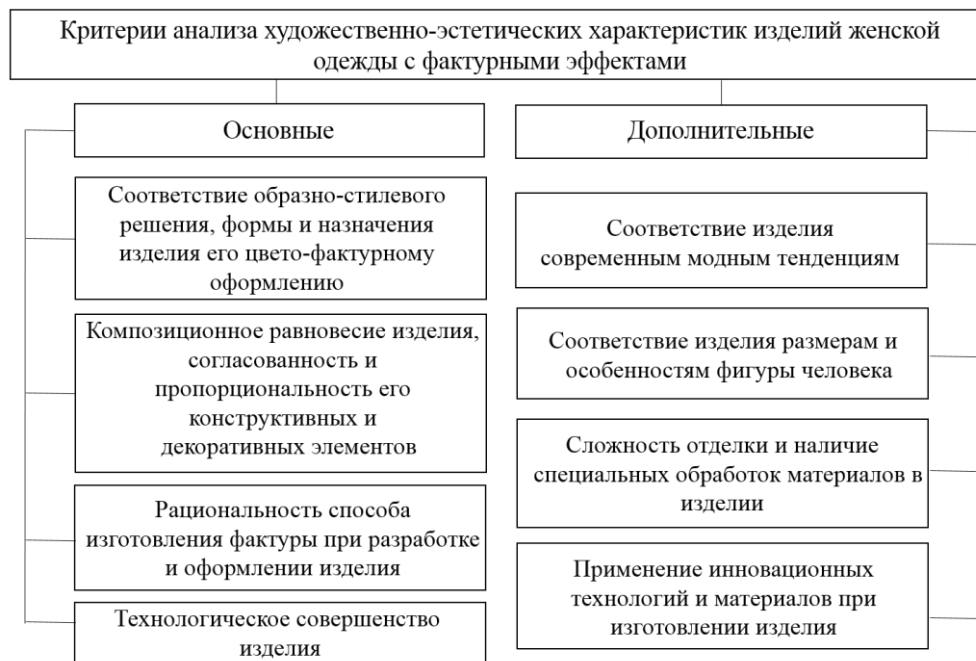 Критерии анализа художественно-эстетических характеристик изделий женской
одежды с фактурными эффектами
Основные
Соответствие образно-стилевого
решения, формы и назначения
изделия его цвето-фактурному
оформлению
Композиционное равновесие изделия,
согласованность и
пропорциональность его
конструктивных и
декоративных элементов
Рациональность способа
изготовления фактуры при разработке
и оформлении изделия
Технологическое совершенство
изделия
Дополнительные
Соответствие изделия
современным модным тенденциям
Соответствие изделия размерам и
особенностям фигуры человека
Сложность отделки и наличие
специальных обработок материалов в
изделии
Применение инновационных
технологий и материалов при
изготовлении изделия